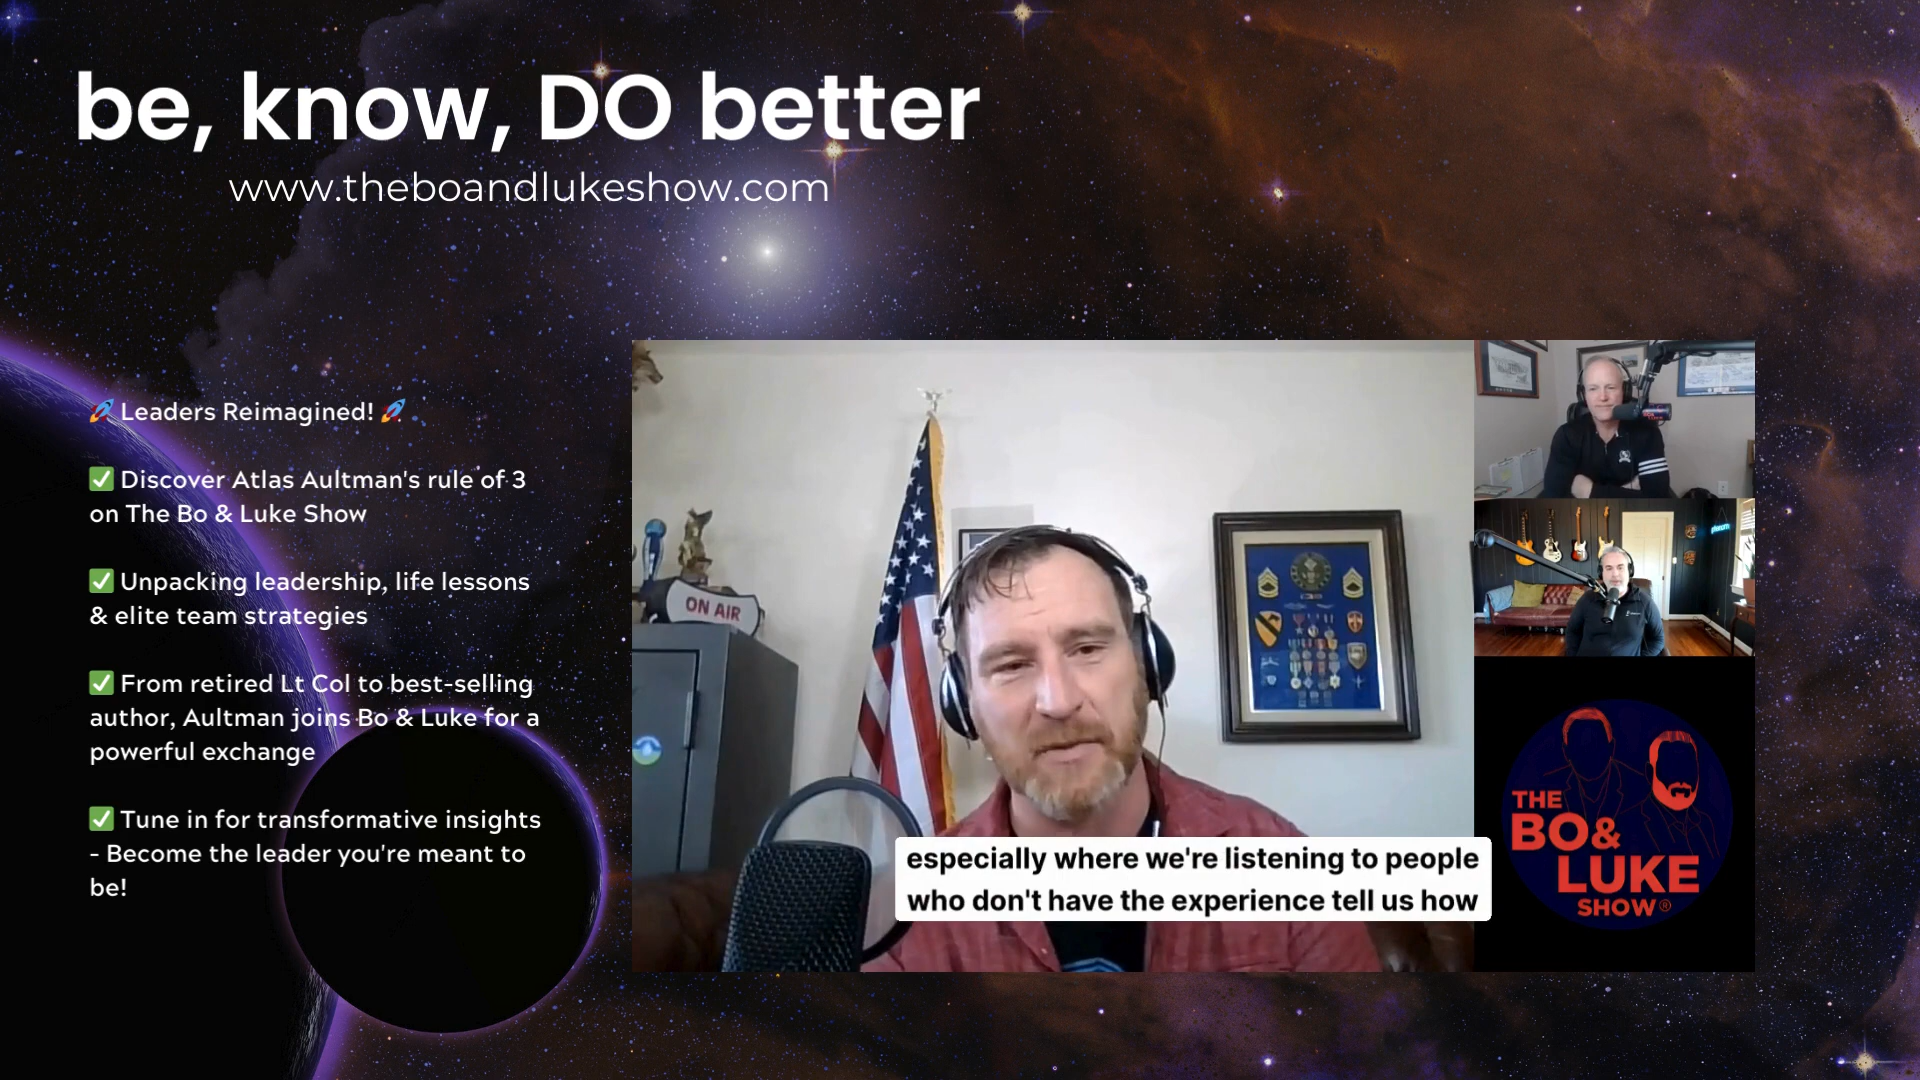 be, know, DO better
www.theboandlukeshow.com
🚀 Leaders Reimagined! 🚀
✅ Discover Atlas Aultman's rule of 3
on The Bo & Luke Show
✅ Unpacking leadership, life lessons
& elite team strategies
✅ From retired Lt Col to best-selling
author, Aultman joins Bo & Luke for a
powerful exchange
✅ Tune in for transformative insights
- Become the leader you're meant to
be!
ON AIR
especially where we're listening to people
who don't have the experience tell us how
THE
BO&
LUKE
SHOW®